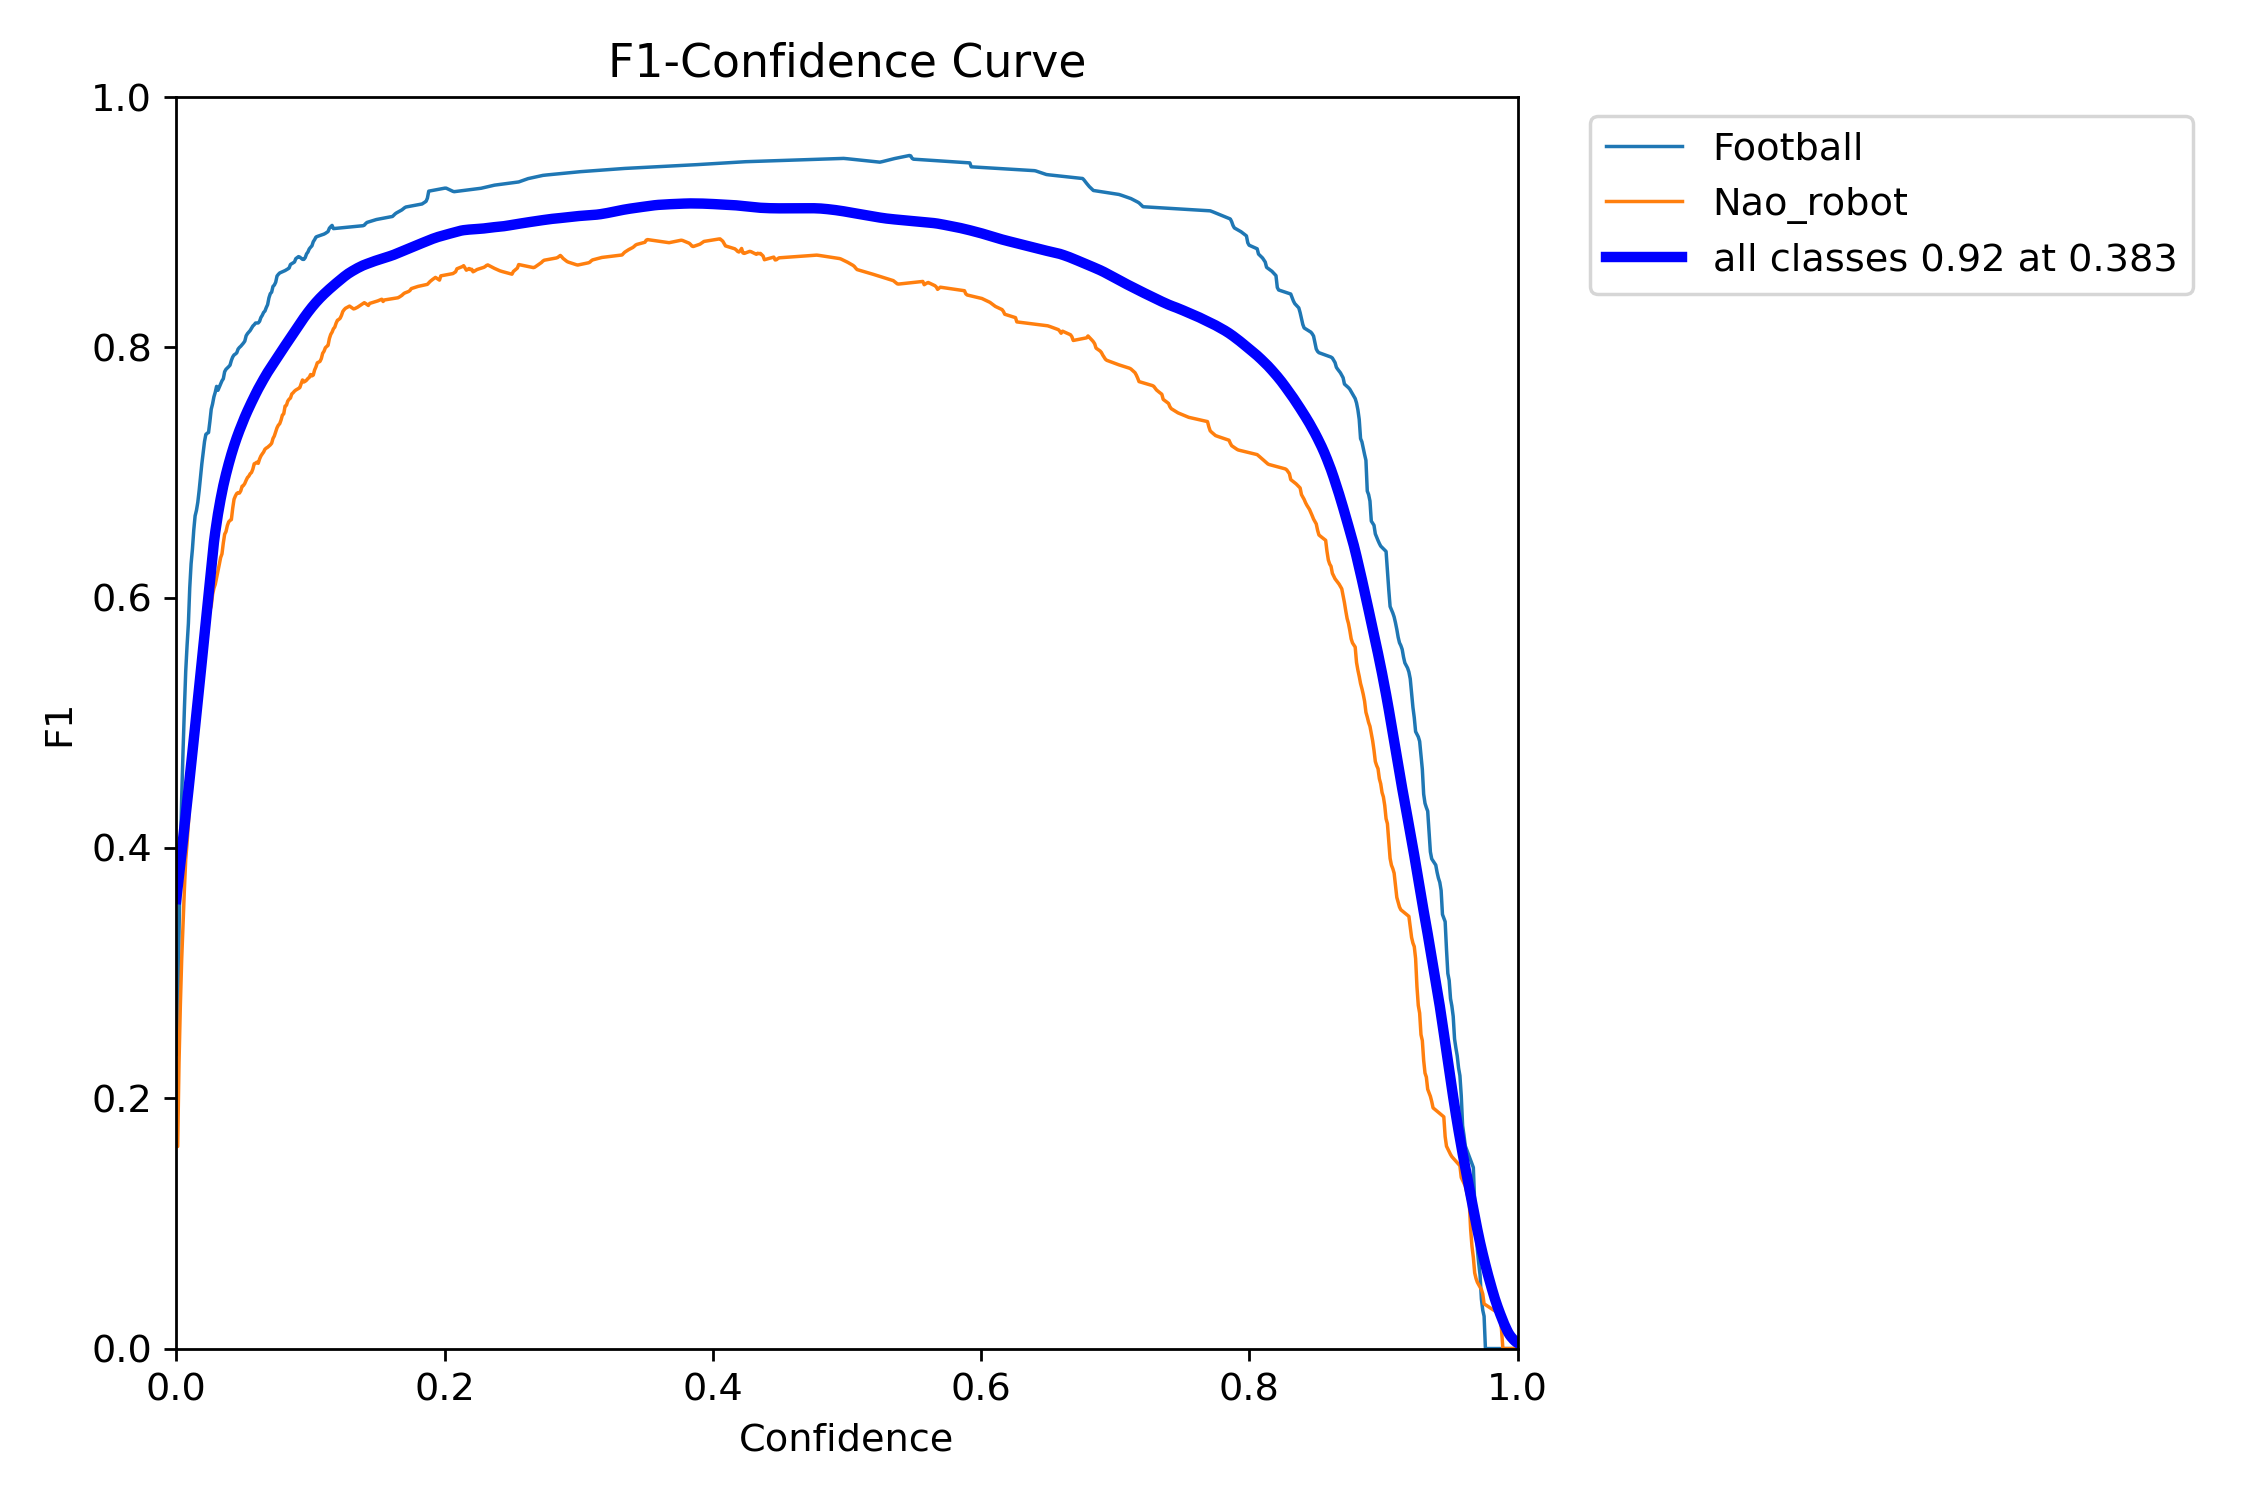 F1-Confidence Curve
1.0
0.8
0.6
0.4
0.2
0.0
F1
0.0 0.2 0.4 0.6 0.8 1.0
Confidence
Football
Nao_robot
all classes 0.92 at 0.383